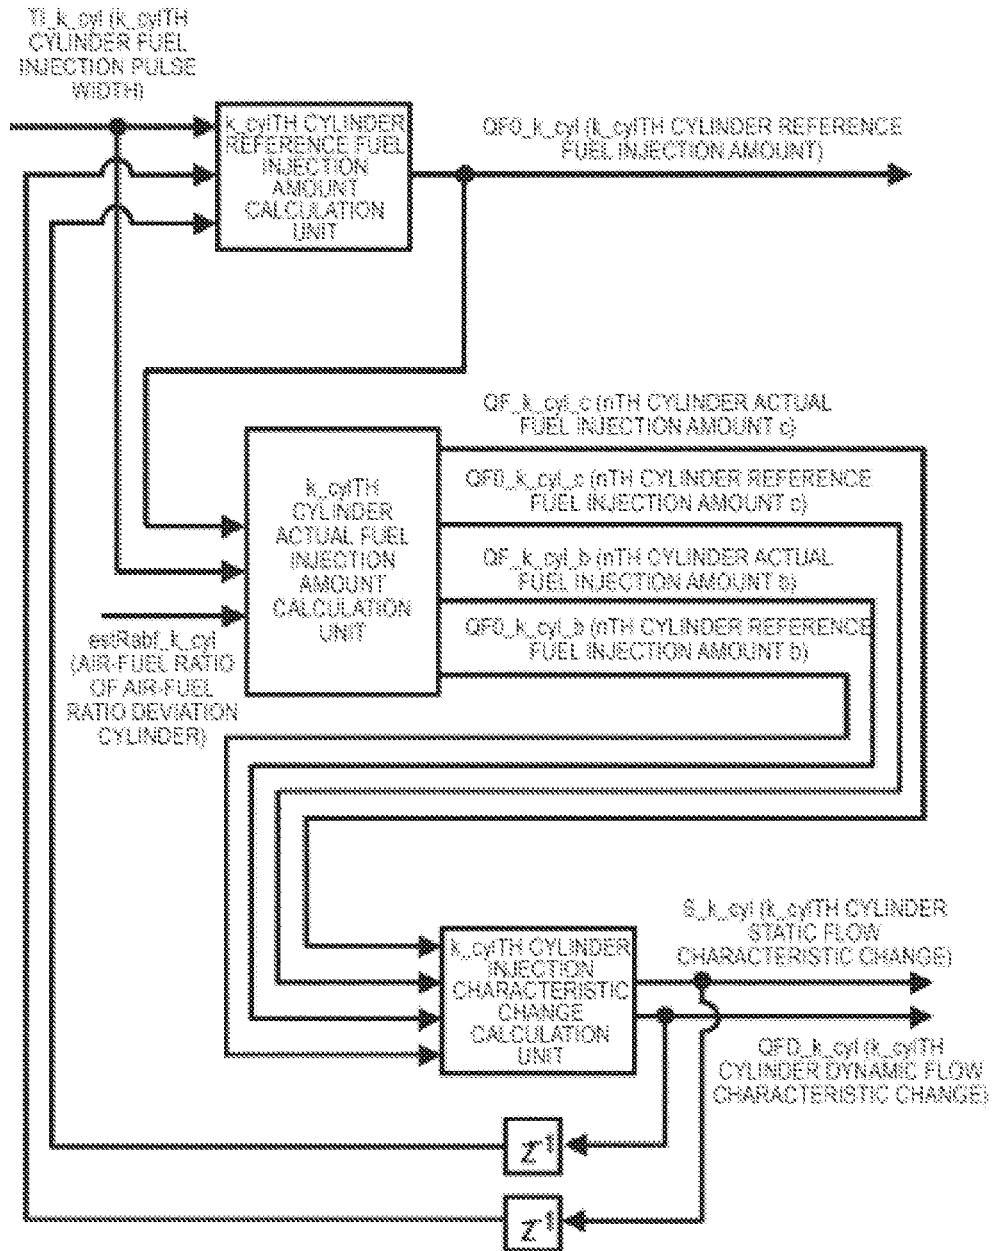 TI_k_cyl (k_cylTH
CYLINDER FUEL
INJECTION PULSE
WIDTH)
k_cylTH CYLINDER
REFERENCE FUEL
INJECTION
AMOUNT
CALCULATION
UNIT
QF0_k_cyl (k_cylTH CYLINDER REFERENCE
FUEL INJECTION AMOUNT)
QF_k_cyl_c (nTH CYLINDER ACTUAL
FUEL INJECTION AMOUNT c)
k_cylTH
CYLINDER
ACTUAL FUEL
INJECTION
AMOUNT
CALCULATION
UNIT
QF0_k_cyl_c (nTH CYLINDER REFERENCE
FUEL INJECTION AMOUNT c)
QF_k_cyl_b (nTH CYLINDER ACTUAL
FUEL INJECTION AMOUNT b)
QF0_k_cyl_b (nTH CYLINDER REFERENCE
FUEL INJECTION AMOUNT b)
estRabf_k_cyl
(AIR-FUEL RATIO
OF AIR-FUEL
RATIO DEVIATION
CYLINDER)
k_cylTH CYLINDER
INJECTION
CHARACTERISTIC
CHANGE
CALCULATION
UNIT
S_k_cyl (k_cylTH CYLINDER
STATIC FLOW
CHARACTERISTIC CHANGE)
QFD_k_cyl (k_cylTH
CYLINDER DYNAMIC FLOW
CHARACTERISTIC CHANGE)
Z⁻¹
Z⁻¹